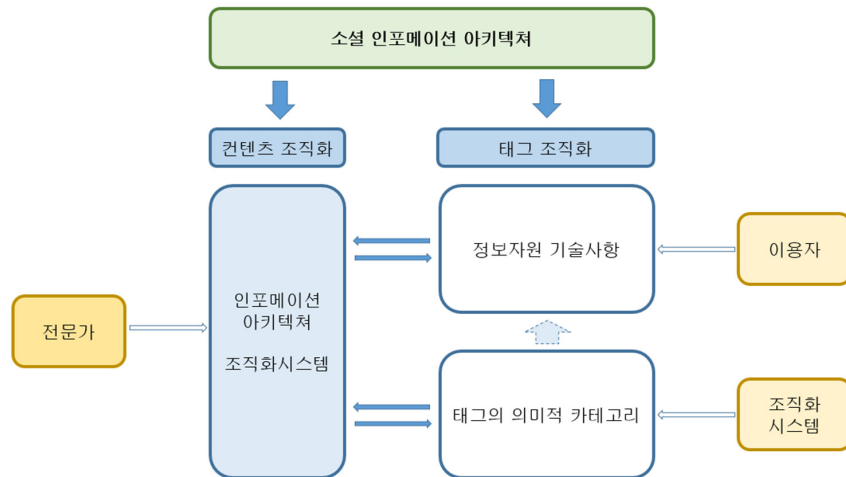 소셜 인포메이션 아키텍쳐
컨텐츠 조직화
태그 조직화
정보자원 기술사항
이용자
인포메이션
아키텍쳐
조직화시스템
전문가
태그의 의미적 카테고리
조직화
시스템